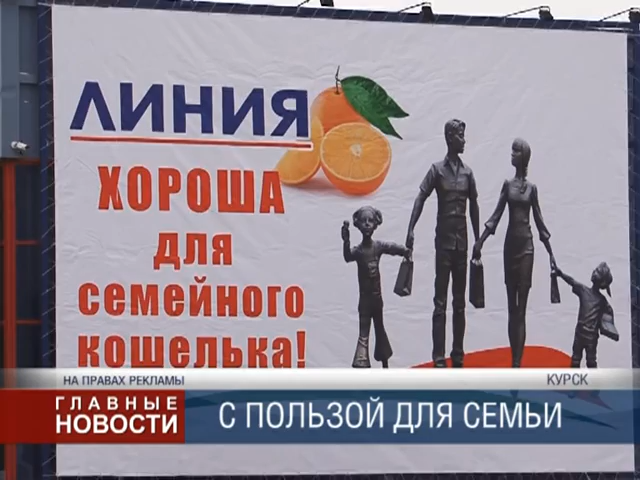 ЛИНИЯ
ХОРОША
для
семейного
кошелька!
НА ПРАВАХ РЕКЛАМЫ
КУРСК
ГЛАВНЫЕ
НОВОСТИ
С ПОЛЬЗОЙ ДЛЯ СЕМЬИ